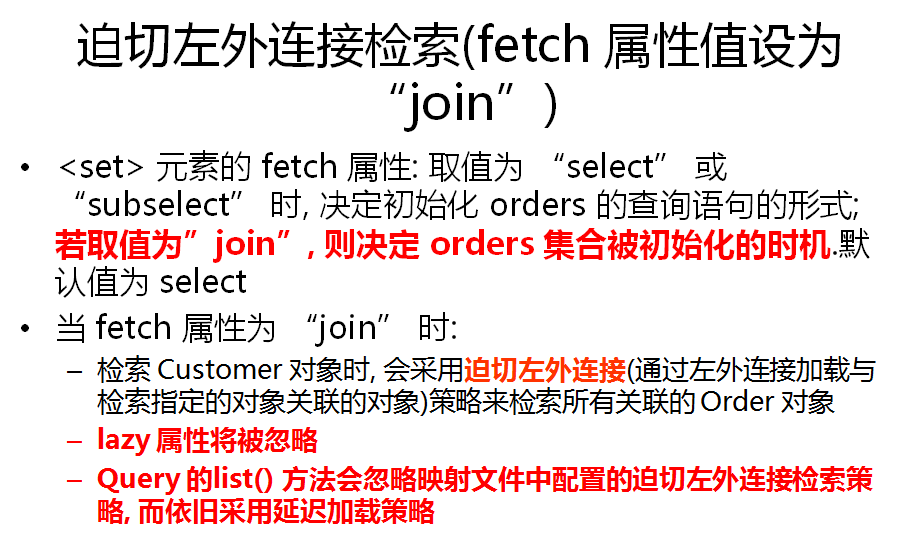 迫切左外连接检索(fetch 属性值设为
“join”)
• <set> 元素的 fetch 属性: 取值为 “select” 或
“subselect” 时, 决定初始化 orders 的查询语句的形式;
若取值为”join”, 则决定 orders 集合被初始化的时机.默
认值为 select
• 当 fetch 属性为 “join” 时:
– 检索 Customer 对象时, 会采用迫切左外连接(通过左外连接加载与
检索指定的对象关联的对象)策略来检索所有关联的 Order 对象
– lazy 属性将被忽略
– Query 的list() 方法会忽略映射文件中配置的迫切左外连接检索策
略, 而依旧采用延迟加载策略